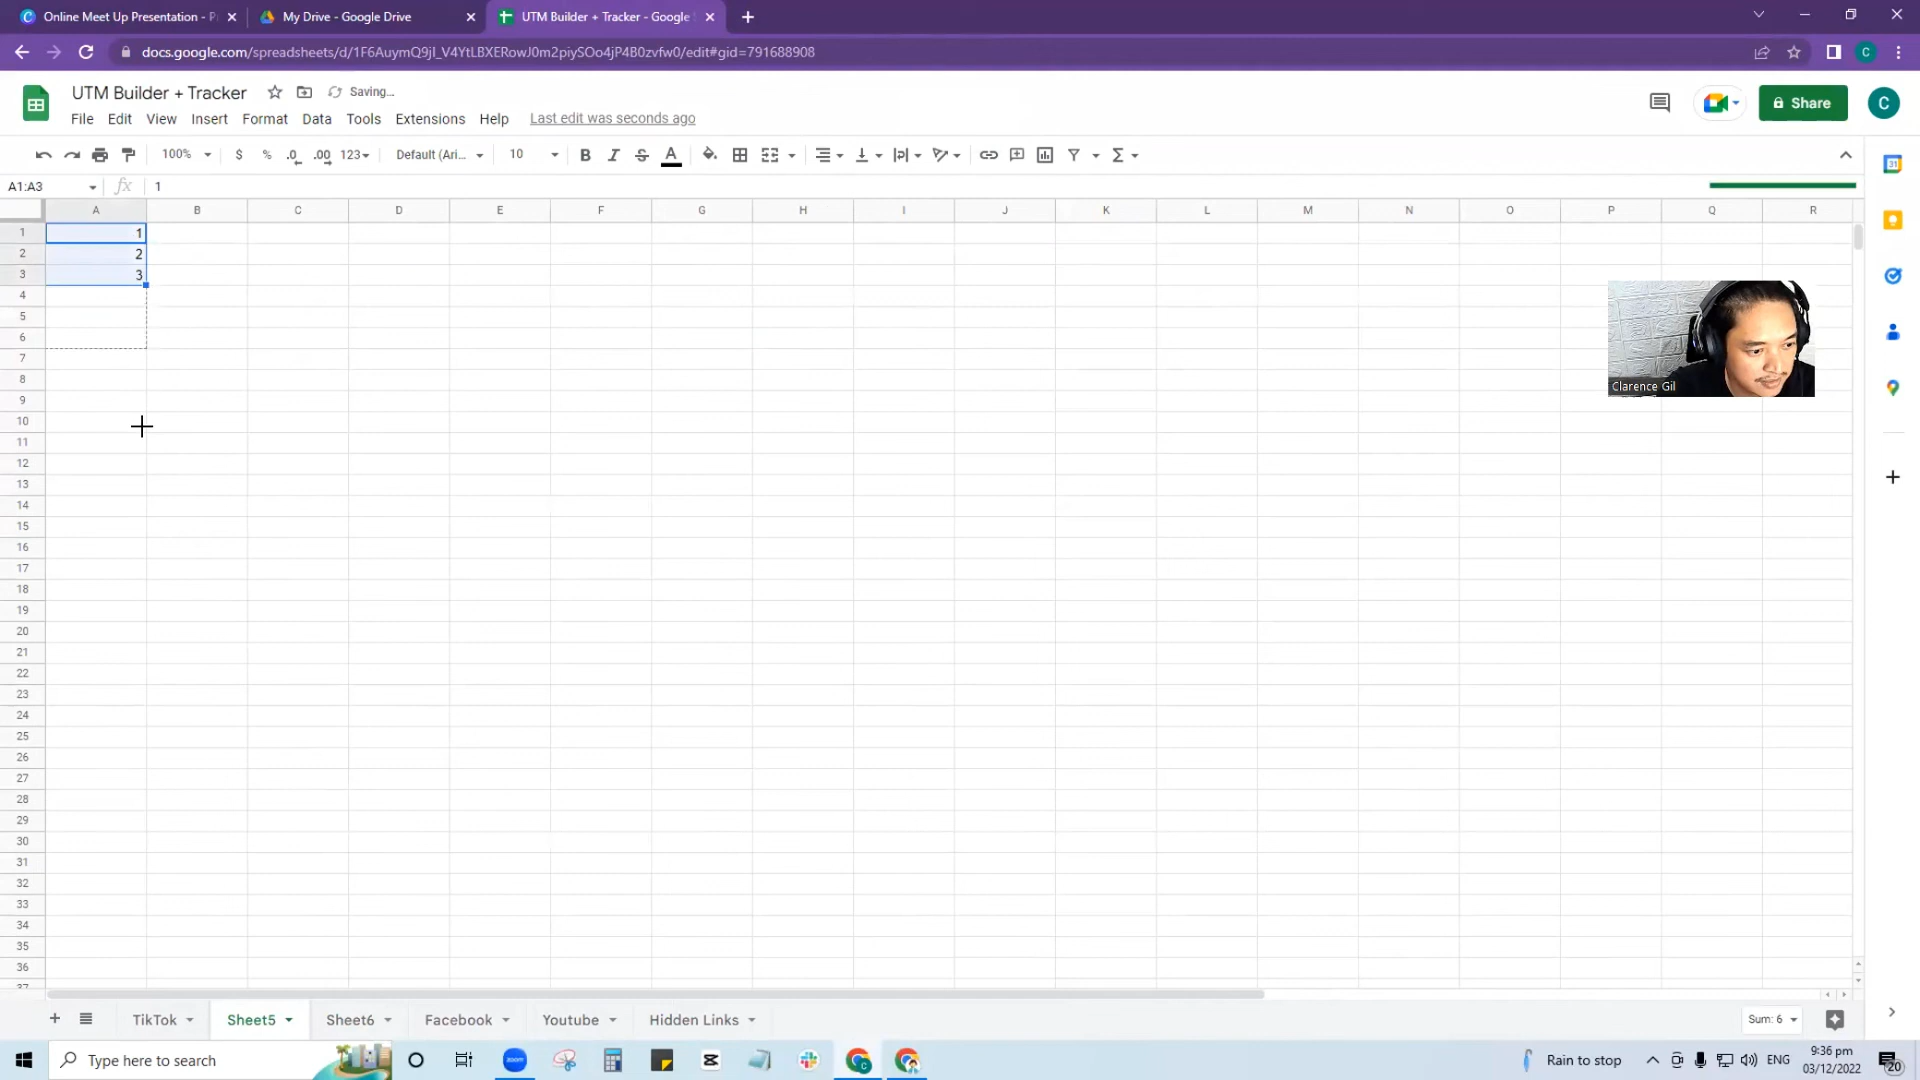 Online Meet Up Presentation - P
My Drive - Google Drive
UTM Builder + Tracker - Google
docs.google.com/spreadsheets/d/1F6AuymQ9jI_V4YtLBXERowJ0m2piySOo4jP4B0zvfw0/edit#gid=791688908
C
UTM Builder + Tracker
Saving...
Share
C
File Edit View Insert Format Data Tools Extensions Help Last edit was seconds ago
100% $ % .0 .00 123 Default (Ari... 10 B I S A
A1:A3 fx 1
A B C D E F G H I J K L M N O P Q R
1 1
2 2
3 3
4
5
6
7
8
9
10
11
12
13
14
15
16
17
18
19
20
21
22
23
24
25
26
27
28
29
30
31
32
33
34
35
36
37
Clarence Gil
TikTok Sheet5 Sheet6 Facebook Youtube Hidden Links Sum: 6
Type here to search
zoom
Rain to stop ENG 9:36 pm
03/12/2022
20